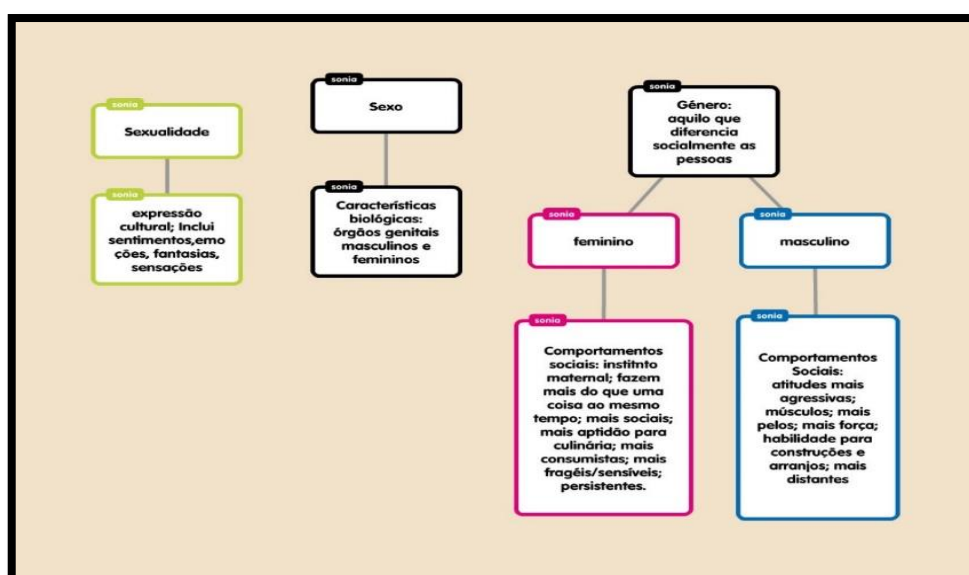 sonia
Sexualidade
sonia
expressão
cultural; Inclui
sentimentos,emo
ções, fantasias,
sensações
sonia
Sexo
sonia
Características
biológicas:
órgãos genitais
masculinos e
femininos
sonia
Género:
aquilo que
diferencia
socialmente as
pessoas
sonia
feminino
sonia
masculino
sonia
Comportamentos
sociais: institnto
maternal; fazem
mais do que uma
coisa ao mesmo
tempo; mais sociais;
mais aptidão para
culinária; mais
consumistas; mais
fragéis/sensíveis;
persistentes.
sonia
Comportamentos
Sociais:
atitudes mais
agressivas;
músculos; mais
pelos; mais força;
habilidade para
construções e
arranjos; mais
distantes